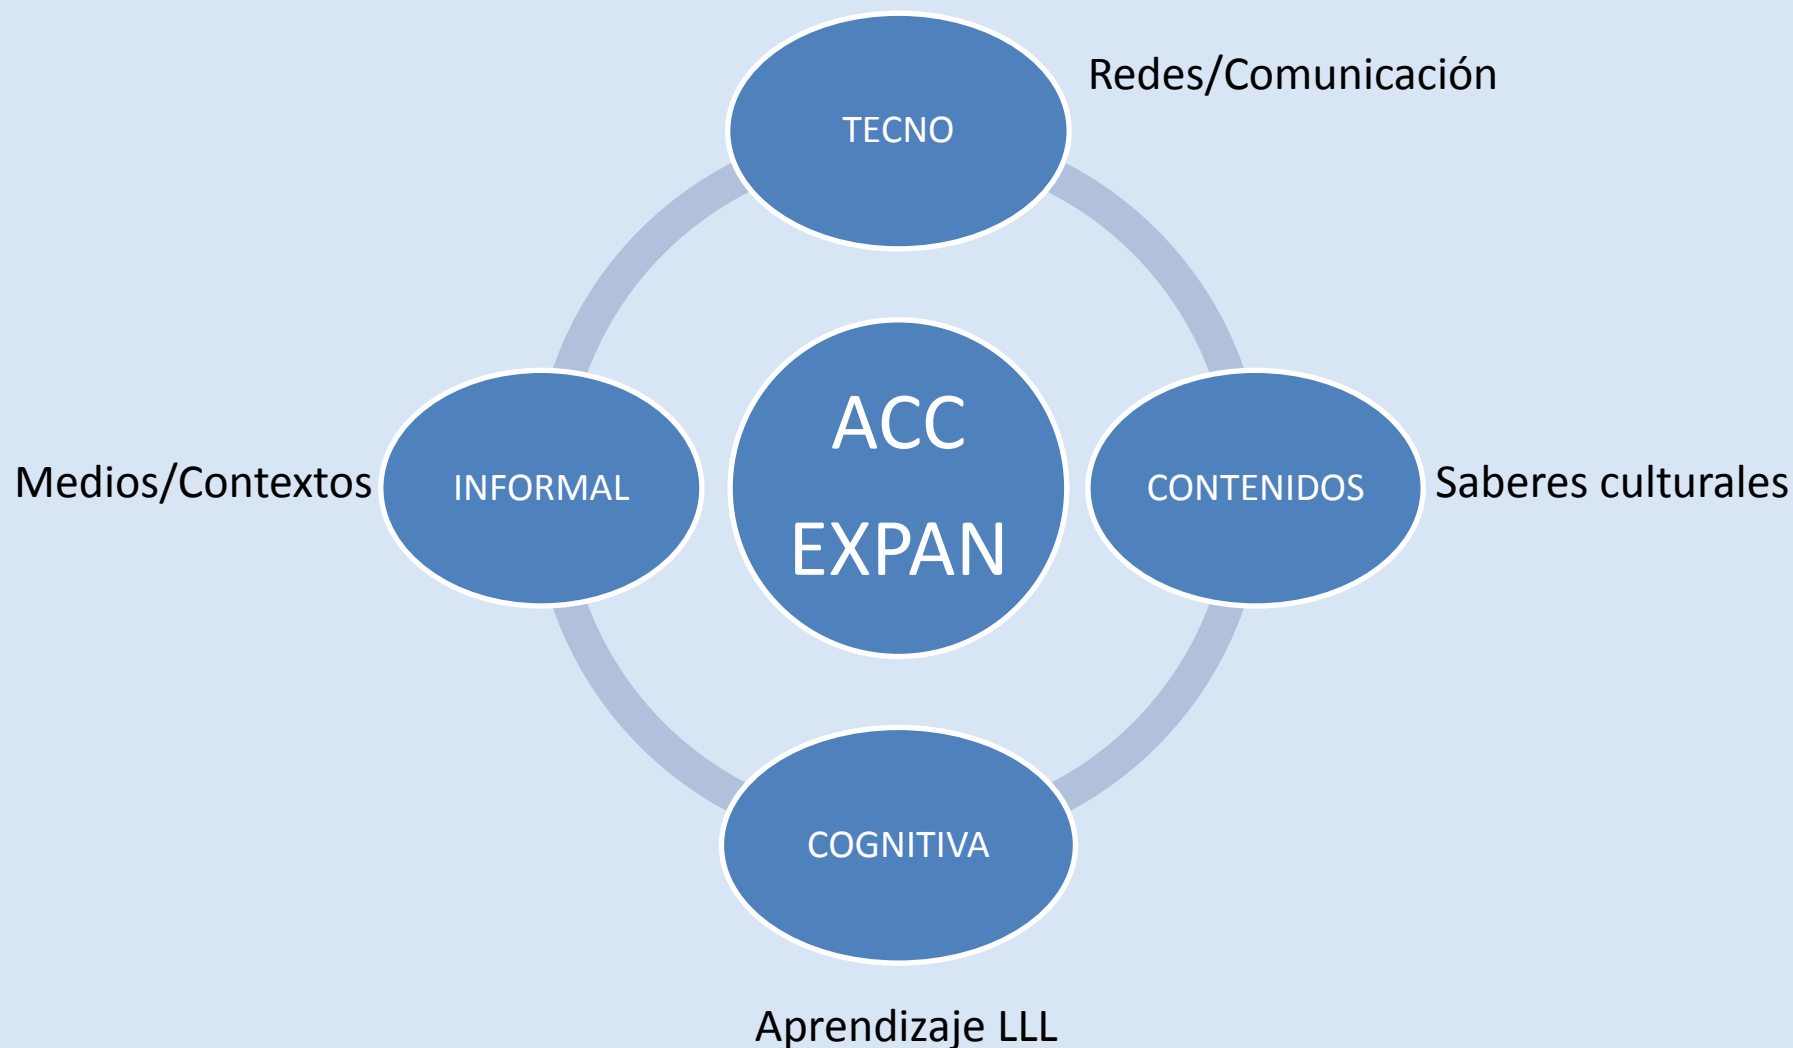 Redes/Comunicación
TECNO
ACC
EXPAN
Medios/Contextos
INFORMAL
CONTENIDOS
Saberes culturales
COGNITIVA
Aprendizaje LLL